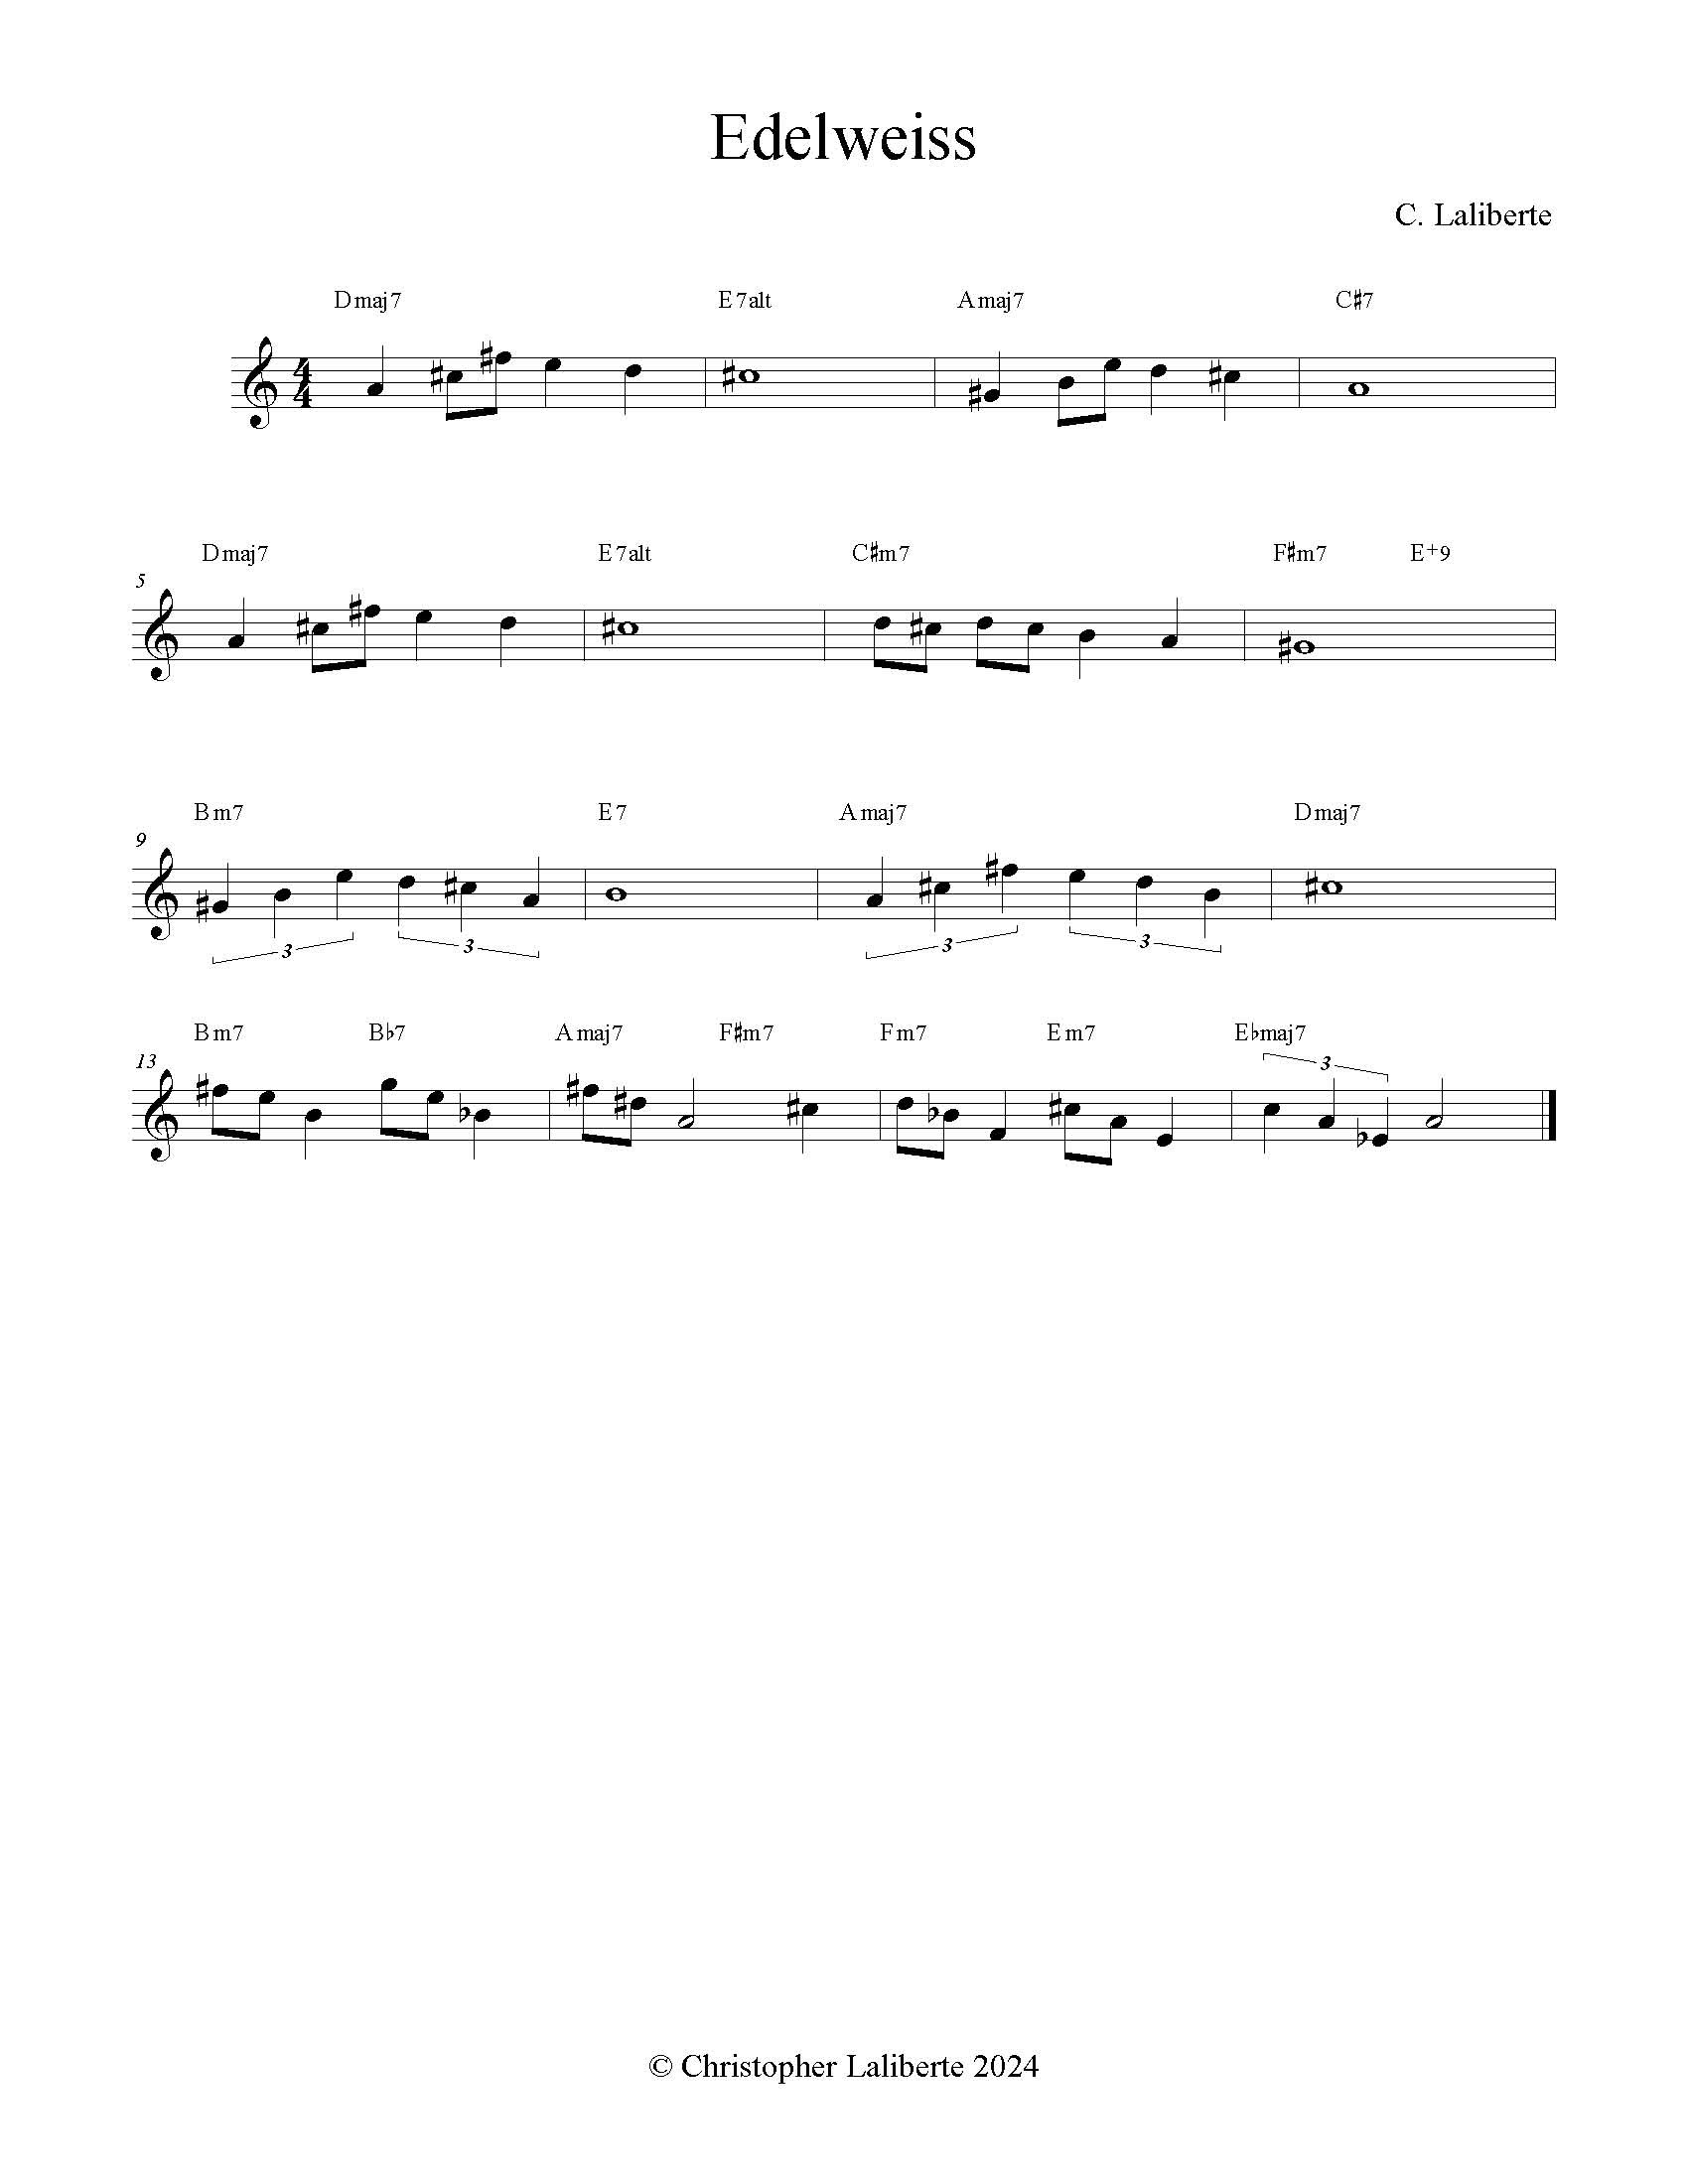 Edelweiss
C. Laliberte
Dmaj7 E7alt Amaj7 C♯7
4
4
Dmaj7 E7alt C♯m7 F♯m7 E+9
5
Bm7 E7 Amaj7 Dmaj7
9
3 3 3 3
Bm7 B♭7 Amaj7 F♯m7 Fm7 Em7 E♭maj7
13 3
© Christopher Laliberte 2024